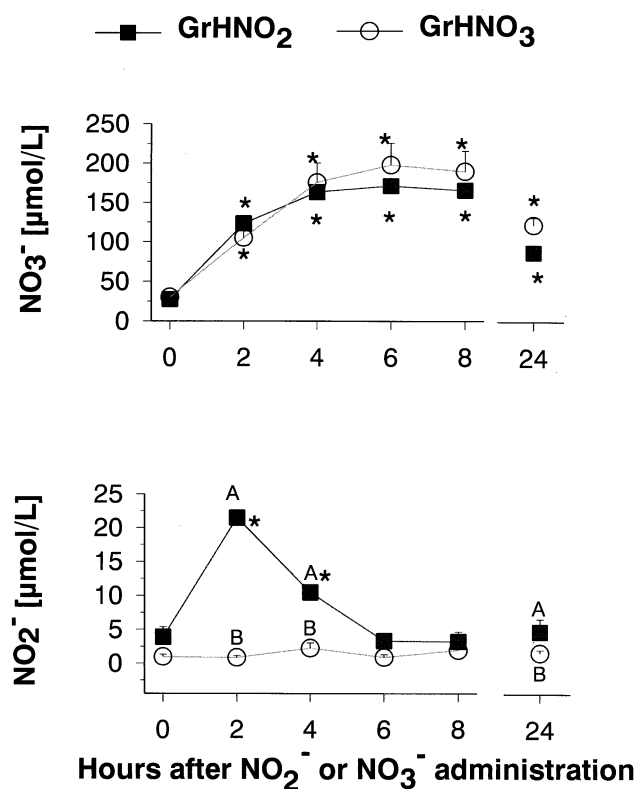 GrHNO₂ GrHNO₃
NO₃⁻ [µmol/L]
250
200
150
100
50
0
* * * * *
* * * * *
0 2 4 6 8 24
NO₂⁻ [µmol/L]
25
20
15
10
5
0
A *
A *
B B
A
B
0 2 4 6 8 24
Hours after NO₂⁻ or NO₃⁻ administration